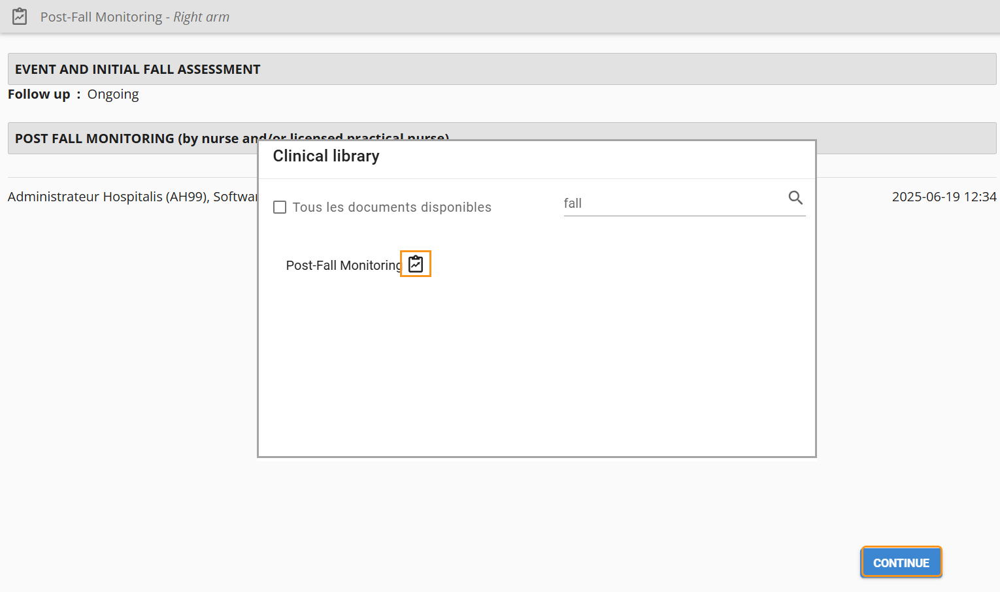 Post-Fall Monitoring - Right arm
EVENT AND INITIAL FALL ASSESSMENT
Follow up : Ongoing
POST FALL MONITORING (by nurse and/or licensed practical nurse)
Clinical library
Administrateur Hospitalis (AH99), Softwar
2025-06-19 12:34
Tous les documents disponibles
fall
Post-Fall Monitoring
CONTINUE